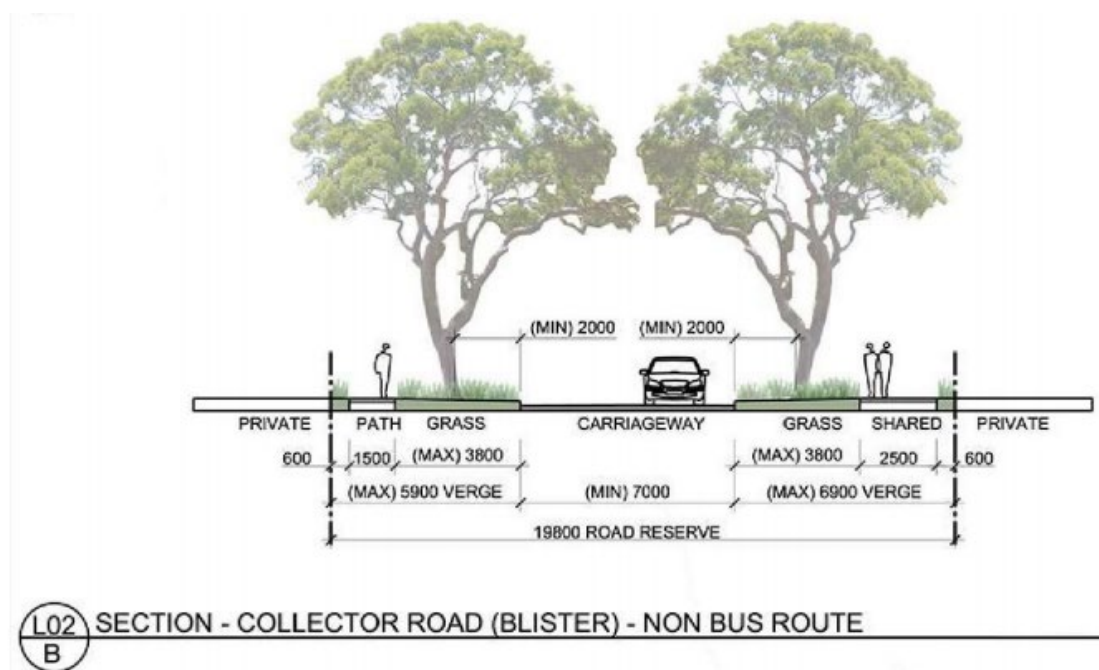 (MIN) 2000 (MIN) 2000
PRIVATE PATH GRASS CARRIAGEWAY GRASS SHARED PRIVATE
600 1500 (MAX) 3800 (MAX) 3800 2500 600
(MAX) 5900 VERGE (MIN) 7000 (MAX) 6900 VERGE
19800 ROAD RESERVE
L02 SECTION - COLLECTOR ROAD (BLISTER) - NON BUS ROUTE
B